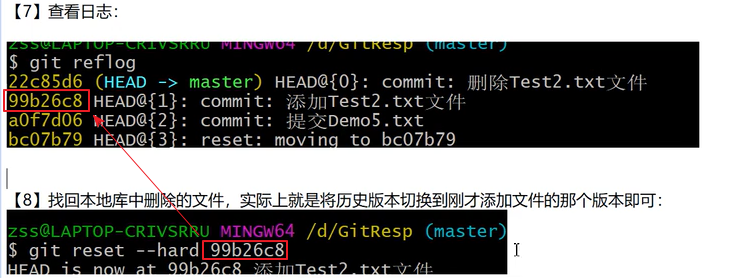 【7】查看日志：
zss@LAPTOP-CRIVSRRU MINGW64 /d/GitResp (master)
$ git reflog
22c85d6 (HEAD -> master) HEAD@{0}: commit: 删除Test2.txt文件
99b26c8 HEAD@{1}: commit: 添加Test2.txt文件
a0f7d06 HEAD@{2}: commit: 提交Demo5.txt
bc07b79 HEAD@{3}: reset: moving to bc07b79
【8】找回本地库中删除的文件，实际上就是将历史版本切换到刚才添加文件的那个版本即可：
zss@LAPTOP-CRIVSRRU MINGW64 /d/GitResp (master)
$ git reset --hard 99b26c8
HEAD is now at 99b26c8 添加Test2.txt文件